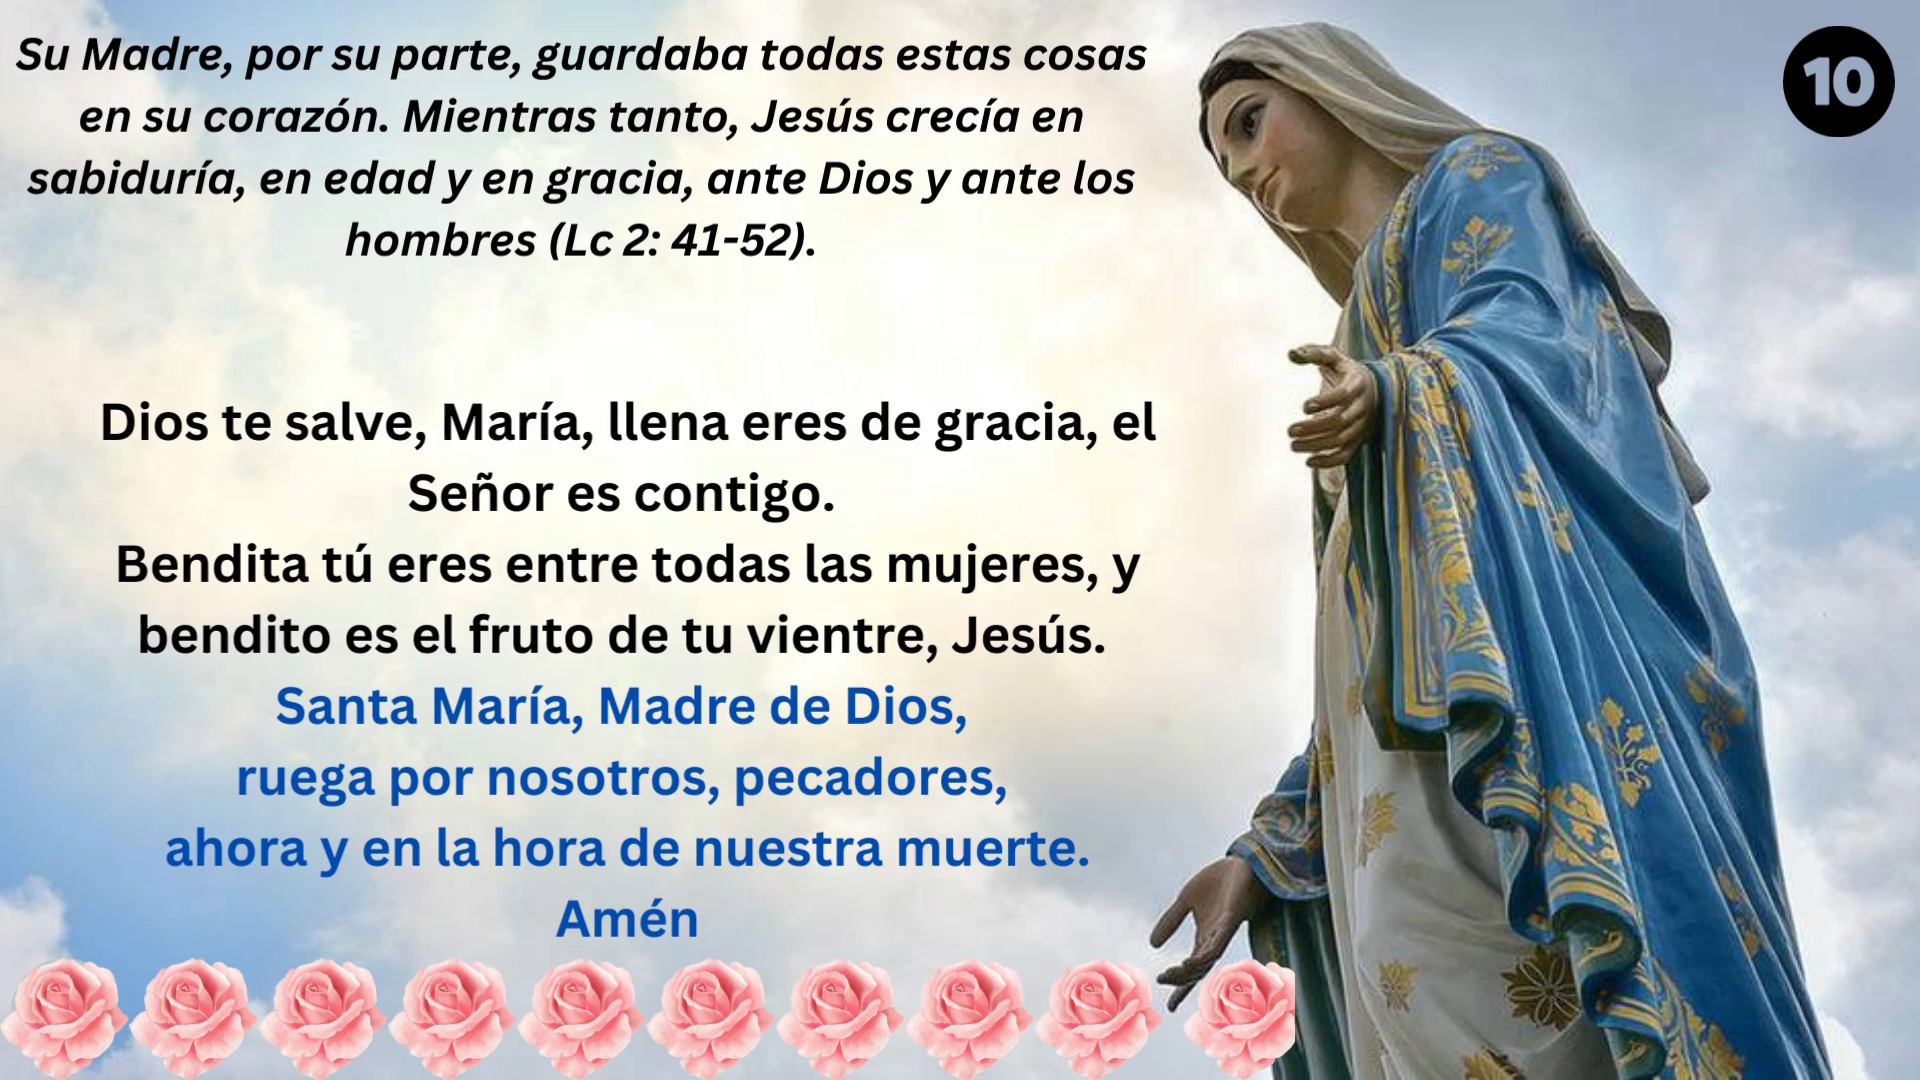 Su Madre, por su parte, guardaba todas estas cosas
en su corazón. Mientras tanto, Jesús crecía en
sabiduría, en edad y en gracia, ante Dios y ante los
hombres (Lc 2: 41-52).
10
Dios te salve, María, llena eres de gracia, el
Señor es contigo.
Bendita tú eres entre todas las mujeres, y
bendito es el fruto de tu vientre, Jesús.
Santa María, Madre de Dios,
ruega por nosotros, pecadores,
ahora y en la hora de nuestra muerte.
Amén